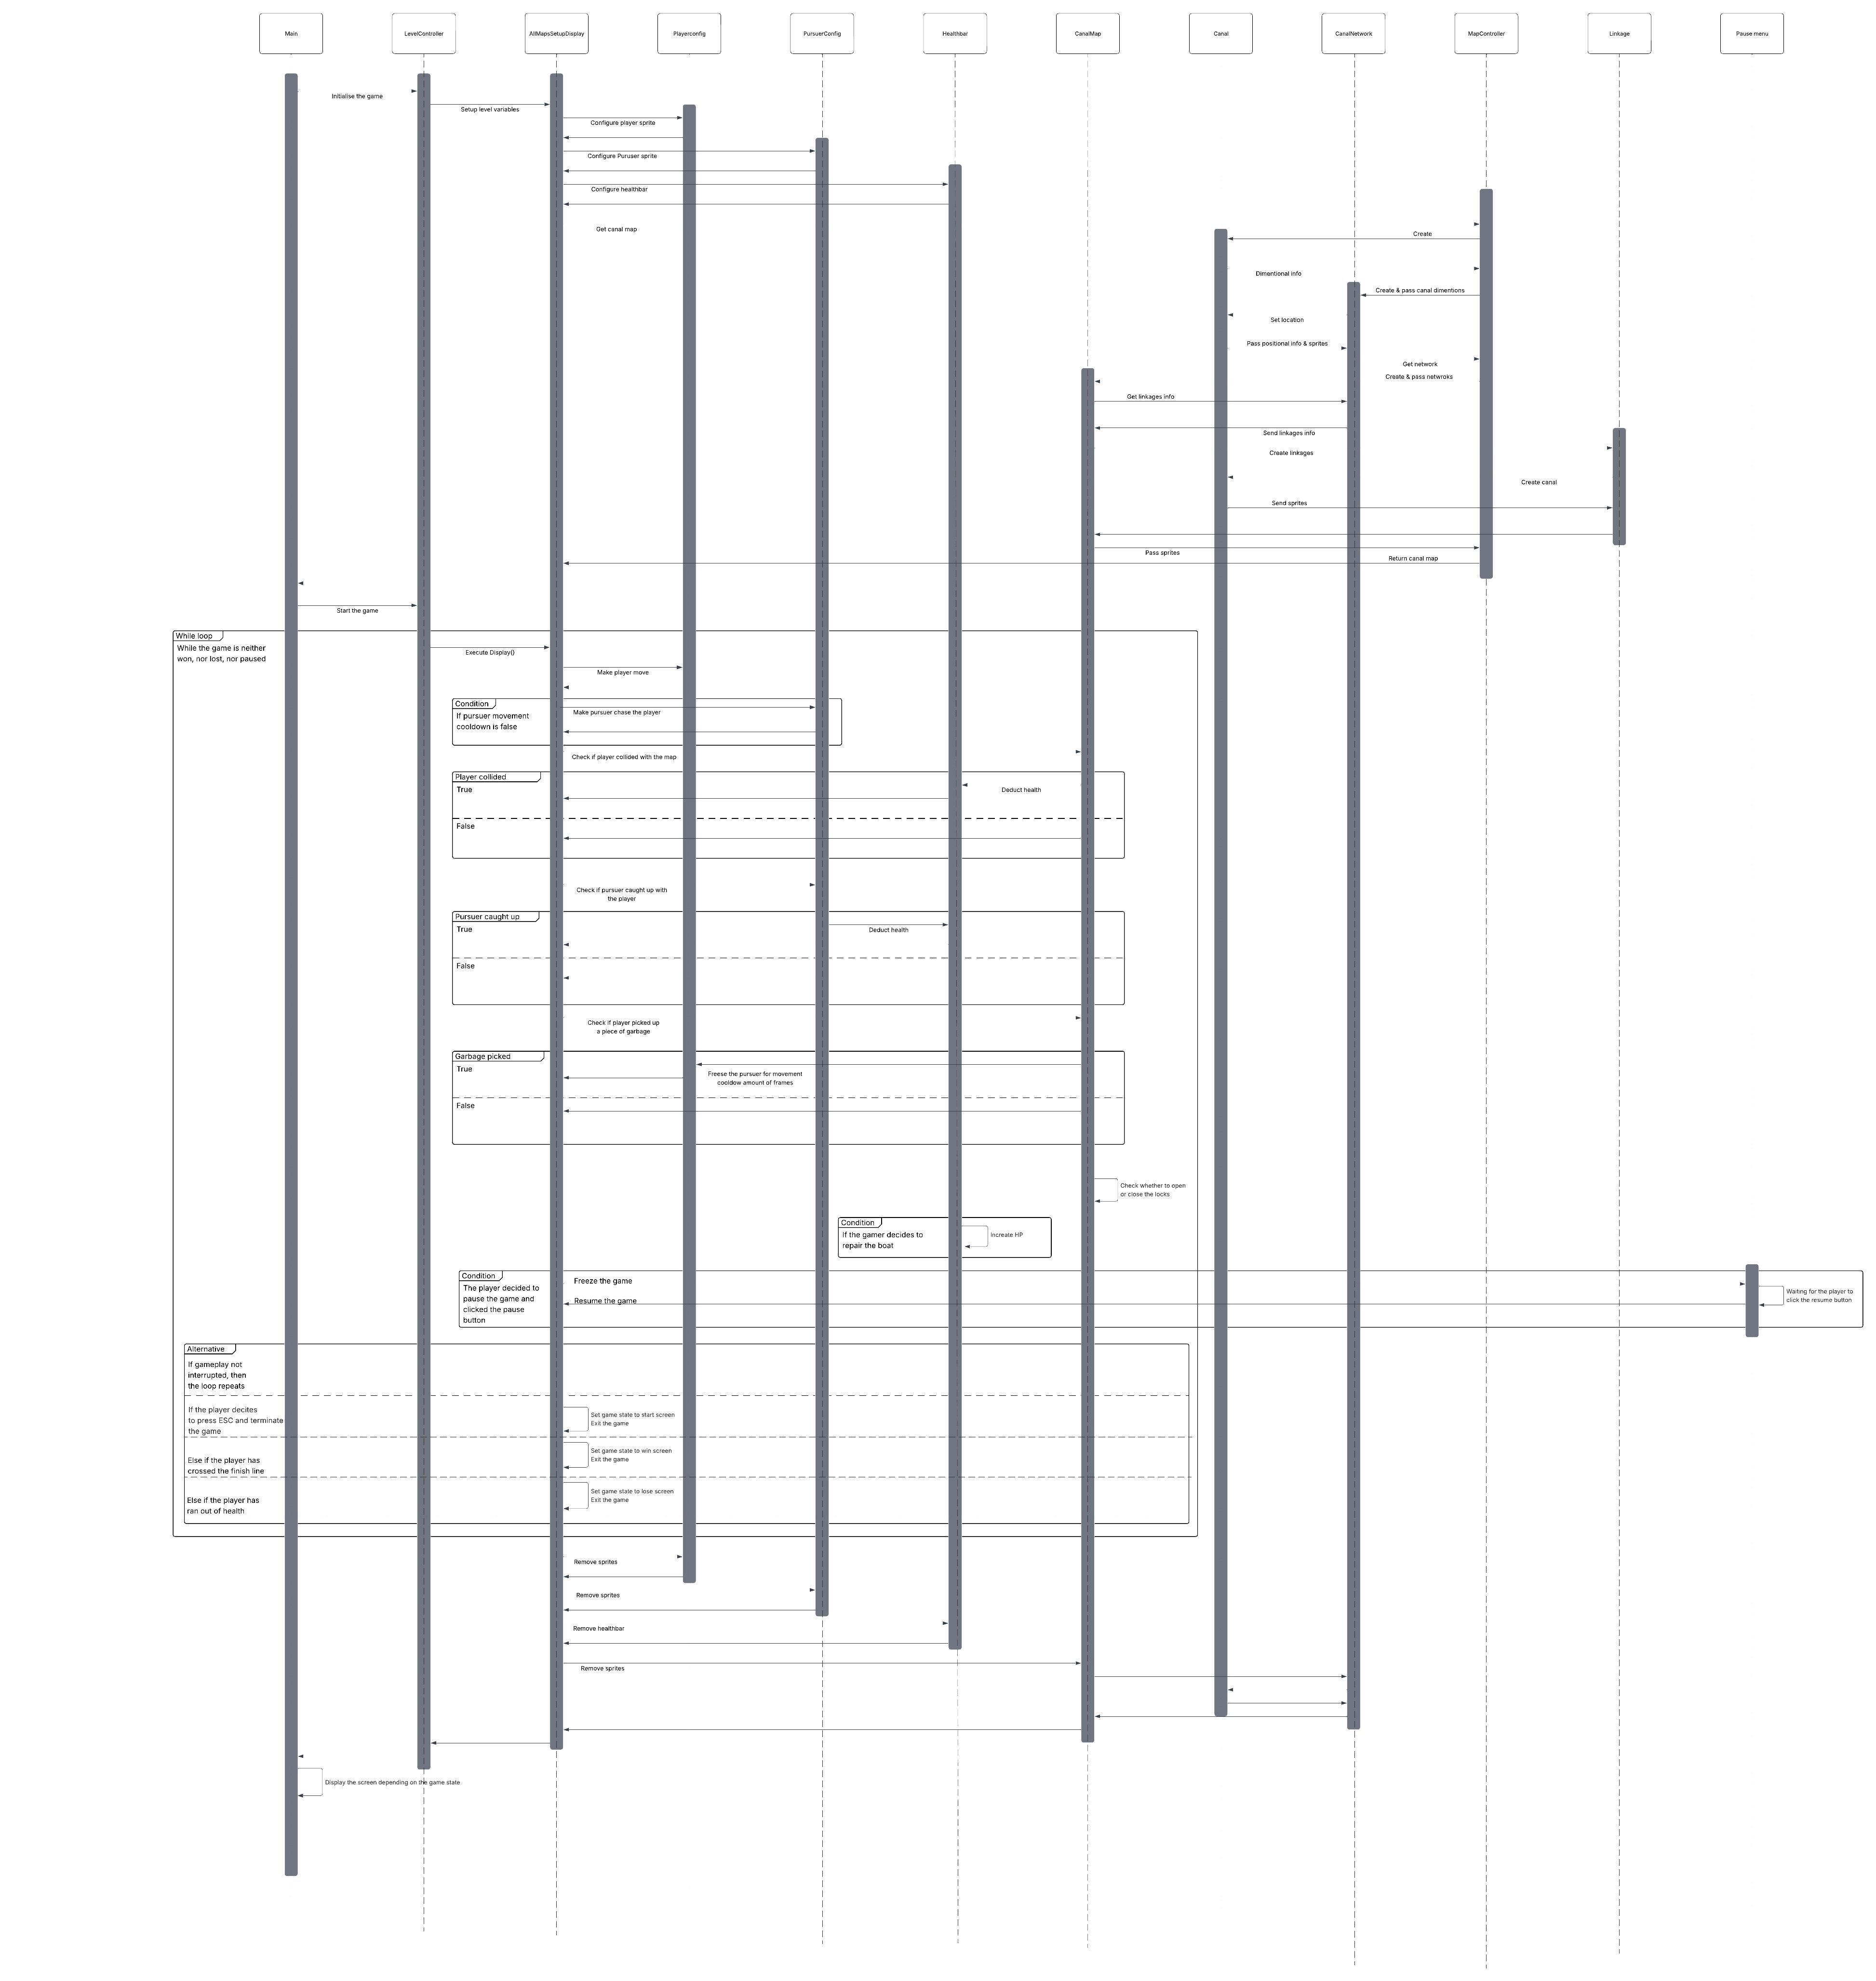 Main
LevelController
AllMapsSetupDisplay
Playerconfig
PursuerConfig
Healthbar
CanalMap
Canal
CanalNetwork
MapController
Linkage
Pause menu
Initialise the game
Setup level variables
Configure player sprite
Configure Puruser sprite
Configure healthbar
Get canal map
Create
Dimentional info
Create & pass canal dimentions
Set location
Pass positional info & sprites
Get network
Create & pass netwroks
Get linkages info
Send linkages info
Create linkages
Create canal
Send sprites
Pass sprites
Return canal map
Start the game
While loop
While the game is neither
won, nor lost, nor paused
Execute Display()
Make player move
Condition
If pursuer movement
cooldown is false
Make pursuer chase the player
Check if player collided with the map
Player collided
True
Deduct health
False
Check if pursuer caught up with
the player
Pursuer caught up
True
Deduct health
False
Check if player picked up
a piece of garbage
Garbage picked
True
Freese the pursuer for movement
cooldow amount of frames
False
Check whether to open
or close the locks
Condition
If the gamer decides to
repair the boat
Increate HP
Condition
The player decided to
pause the game and
clicked the pause
button
Freeze the game
Resume the game
Waiting for the player to
click the resume button
Alternative
If gameplay not
interrupted, then
the loop repeats
If the player decites
to press ESC and terminate
the game
Set game state to start screen
Exit the game
Else if the player has
crossed the finish line
Set game state to win screen
Exit the game
Else if the player has
ran out of health
Set game state to lose screen
Exit the game
Remove sprites
Remove sprites
Remove healthbar
Remove sprites
Display the screen depending on the game state